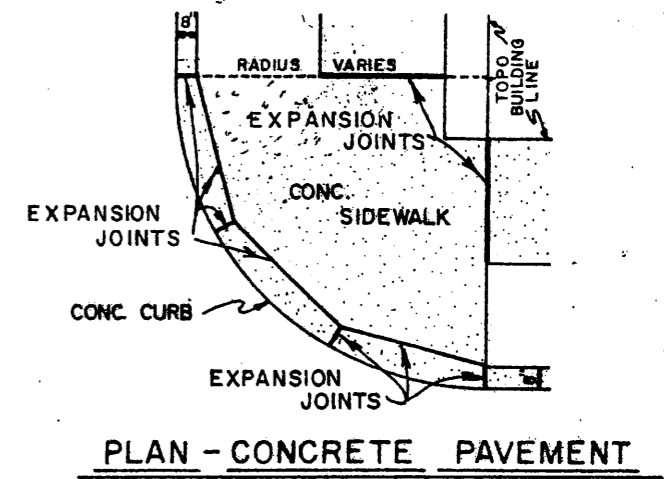 8"
RADIUS VARIES
TOPO
BUILDING
LINE
EXPANSION
JOINTS
CONC.
SIDEWALK
EXPANSION
JOINTS
CONC. CURB
EXPANSION
JOINTS
8"
PLAN - CONCRETE PAVEMENT